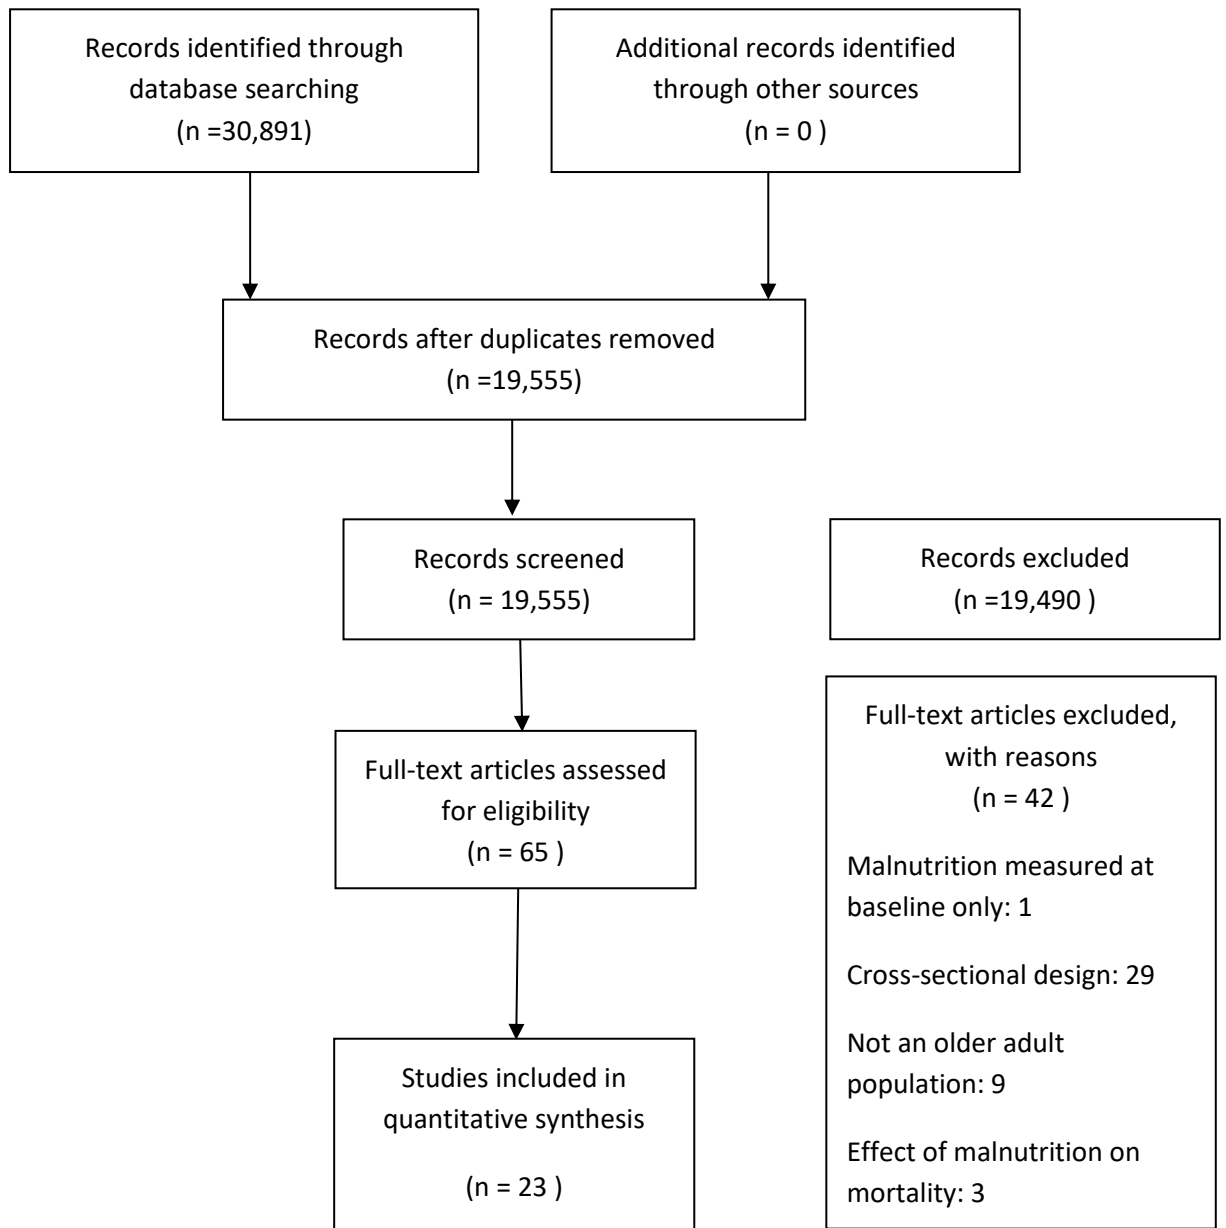 Records identified through
database searching
(n =30,891)
Additional records identified
through other sources
(n = 0 )
Records after duplicates removed
(n =19,555)
Records screened
(n = 19,555)
Records excluded
(n =19,490 )
Full-text articles assessed
for eligibility
(n = 65 )
Full-text articles excluded,
with reasons
(n = 42 )
Malnutrition measured at
baseline only: 1
Cross-sectional design: 29
Not an older adult
population: 9
Effect of malnutrition on
mortality: 3
Studies included in
quantitative synthesis
(n = 23 )